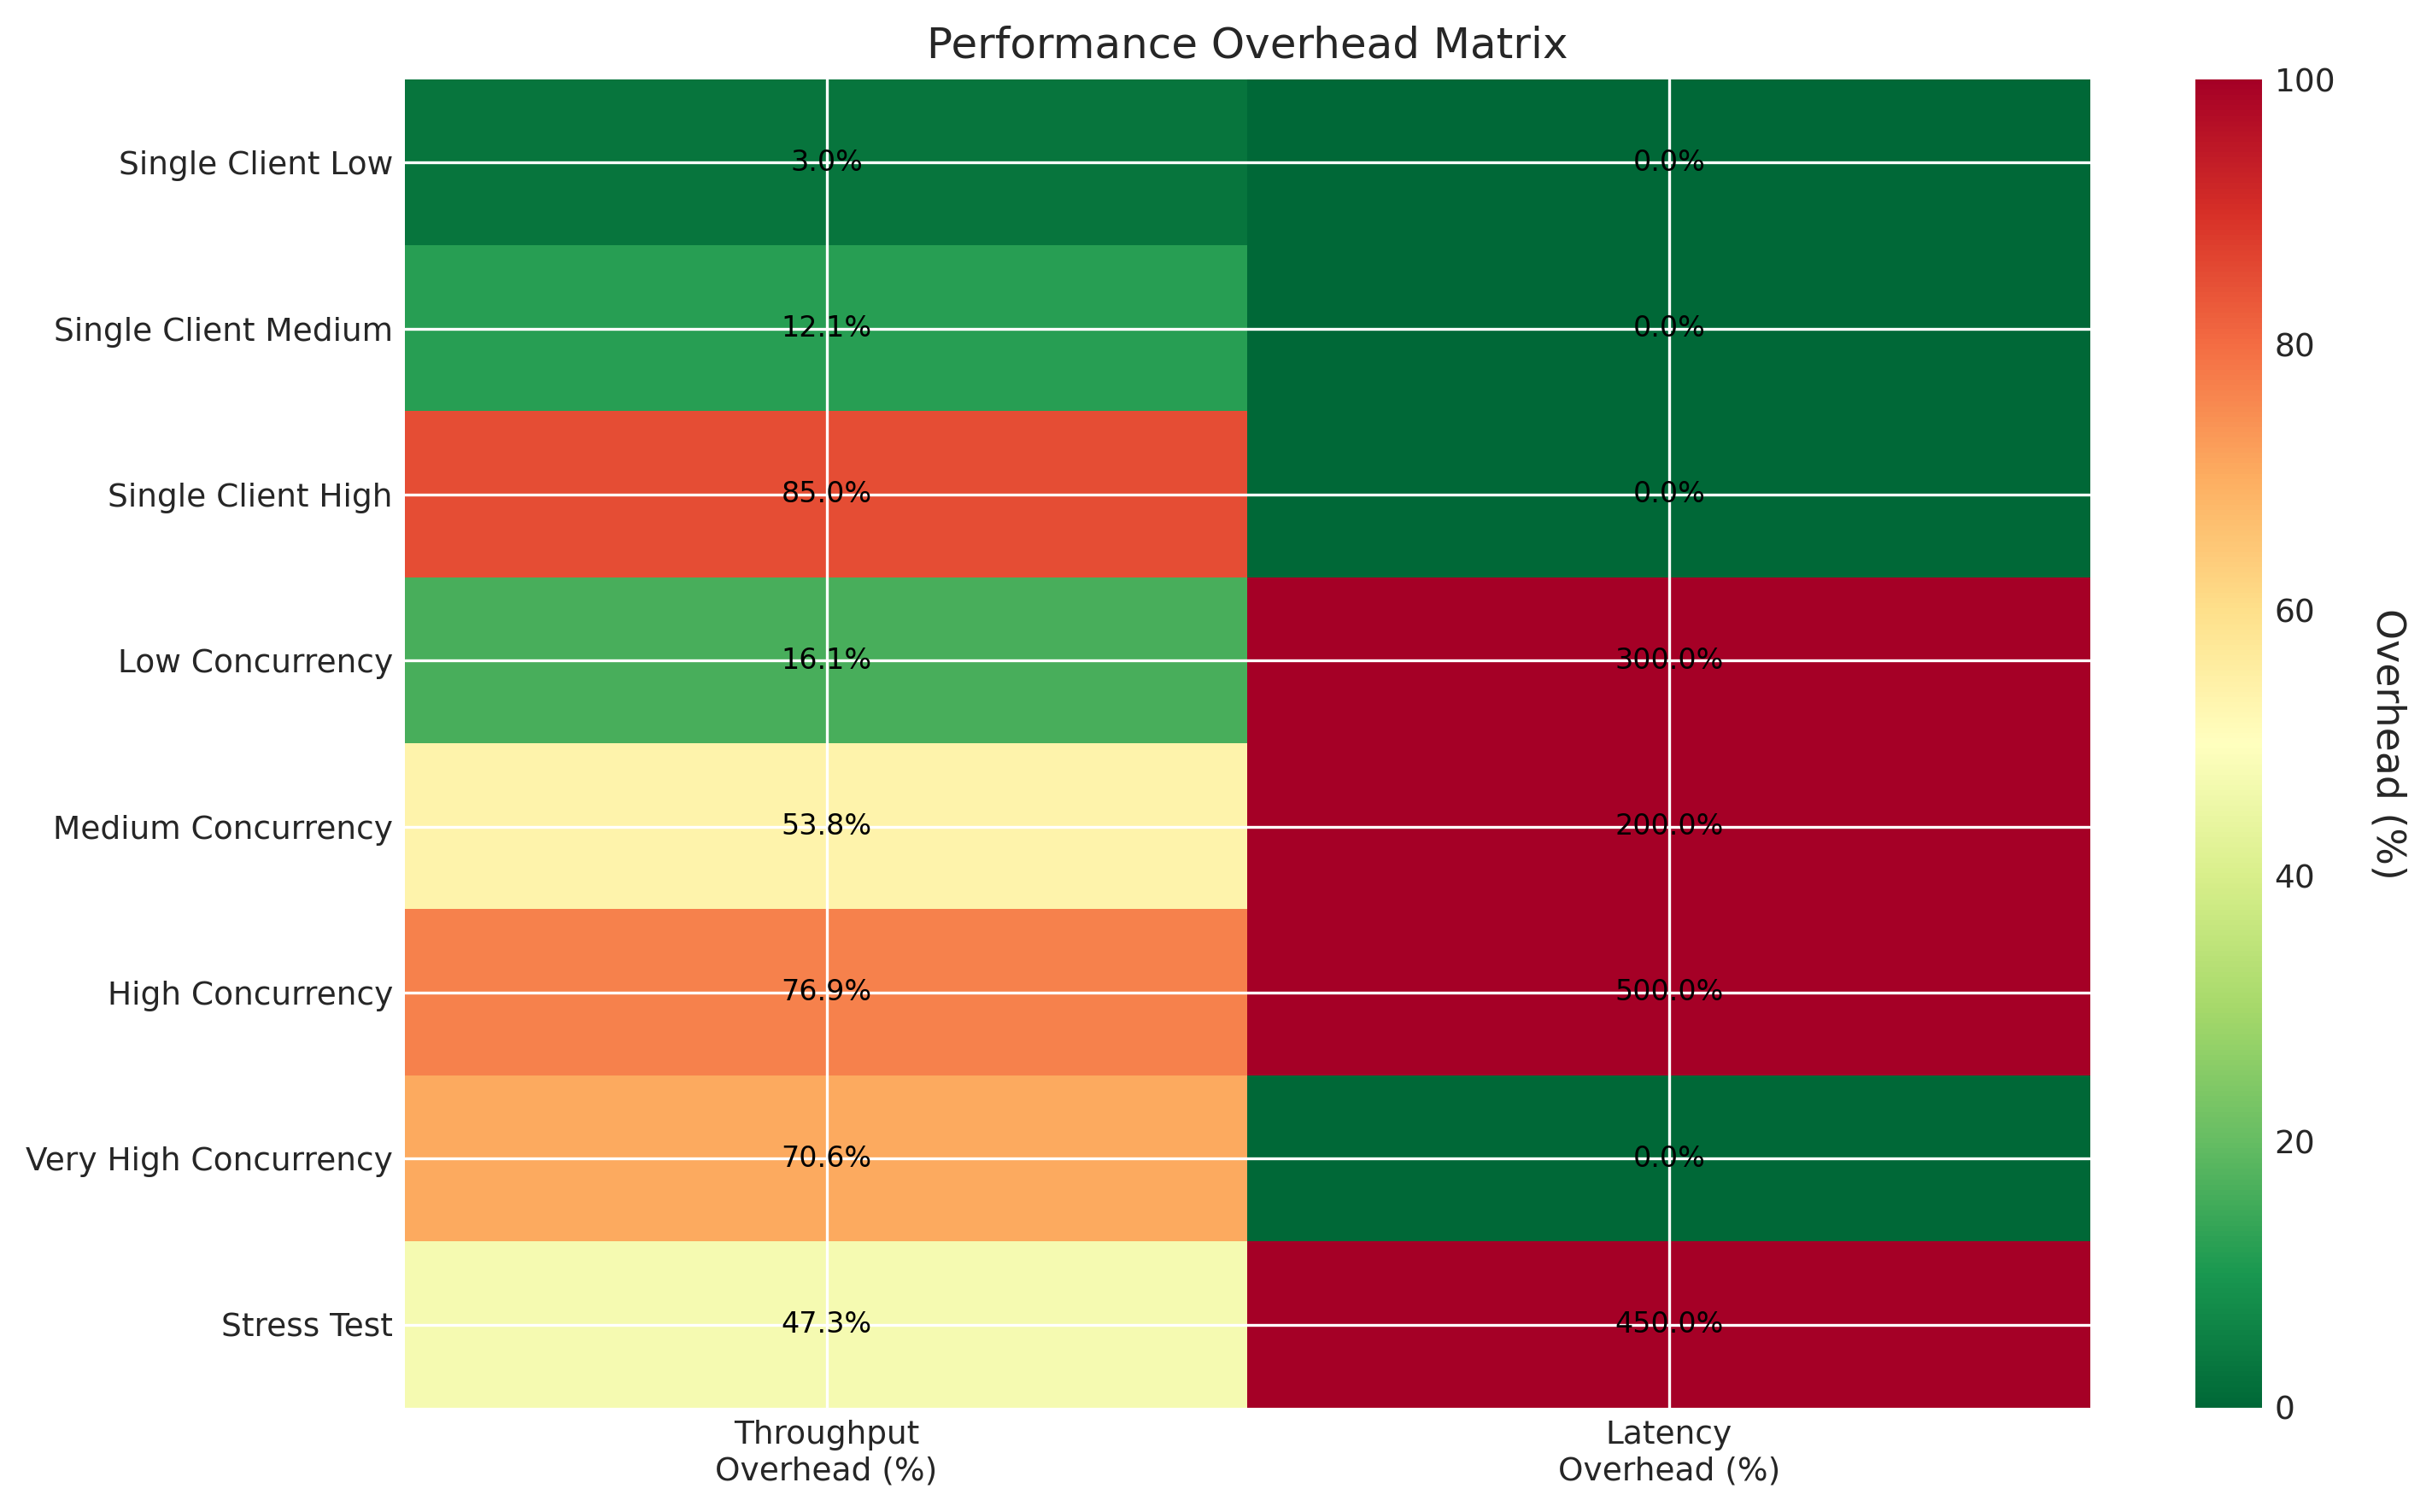 Performance Overhead Matrix
Single Client Low 3.0% 0.0%
Single Client Medium 12.1% 0.0%
Single Client High 85.0% 0.0%
Low Concurrency 16.1% 300.0%
Medium Concurrency 53.8% 200.0%
High Concurrency 76.9% 500.0%
Very High Concurrency 70.6% 0.0%
Stress Test 47.3% 450.0%
Throughput
Overhead (%)
Latency
Overhead (%)
100
80
60
40
20
0
Overhead (%)